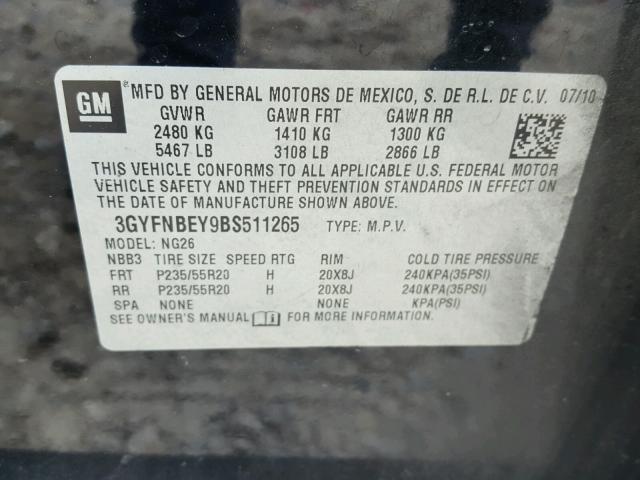 GM
MFD BY GENERAL MOTORS DE MEXICO, S. DE R.L. DE C.V. 07/10
GVWR GAWR FRT GAWR RR
2480 KG 1410 KG 1300 KG
5467 LB 3108 LB 2866 LB
THIS VEHICLE CONFORMS TO ALL APPLICABLE U.S. FEDERAL MOTOR
VEHICLE SAFETY AND THEFT PREVENTION STANDARDS IN EFFECT ON
THE DATE OF MANUFACTURE SHOWN ABOVE.
3GYFNBEY9BS511265 TYPE: M.P.V.
MODEL: NG26
NBB3 TIRE SIZE SPEED RTG RIM COLD TIRE PRESSURE
FRT P235/55R20 H 20X8J 240KPA(35PSI)
RR P235/55R20 H 20X8J 240KPA(35PSI)
SPA NONE NONE KPA(PSI)
SEE OWNER'S MANUAL FOR MORE INFORMATION.